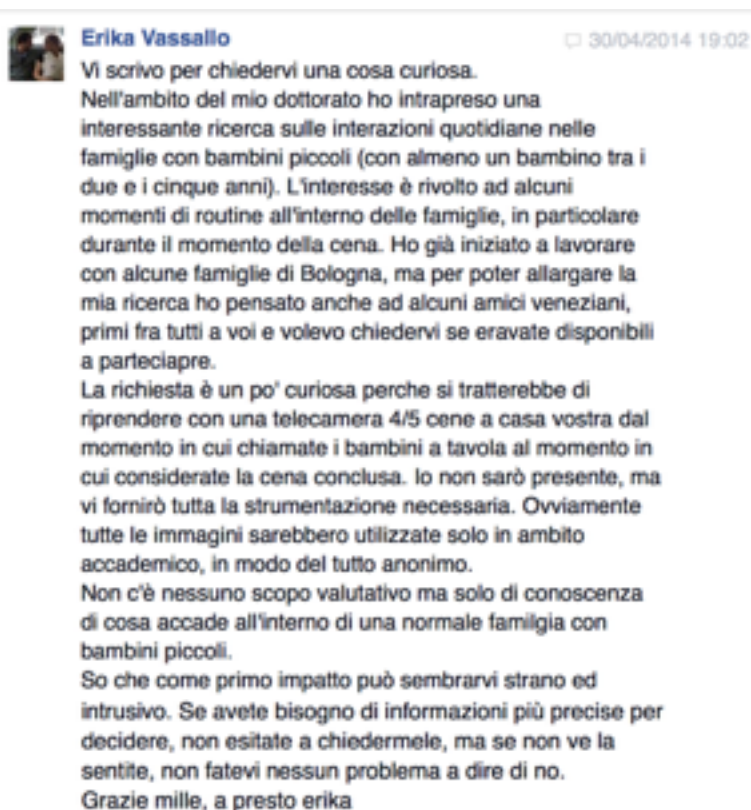 Erika Vassallo 30/04/2014 19:02
Vi scrivo per chiedervi una cosa curiosa.
Nell'ambito del mio dottorato ho intrapreso una
interessante ricerca sulle interazioni quotidiane nelle
famiglie con bambini piccoli (con almeno un bambino tra i
due e i cinque anni). L'interesse è rivolto ad alcuni
momenti di routine all'interno delle famiglie, in particolare
durante il momento della cena. Ho già iniziato a lavorare
con alcune famiglie di Bologna, ma per poter allargare la
mia ricerca ho pensato anche ad alcuni amici veneziani,
primi fra tutti a voi e volevo chiedervi se eravate disponibili
a parteciapre.
La richiesta è un po' curiosa perche si tratterebbe di
riprendere con una telecamera 4/5 cene a casa vostra dal
momento in cui chiamate i bambini a tavola al momento in
cui considerate la cena conclusa. Io non sarò presente, ma
vi fornirò tutta la strumentazione necessaria. Ovviamente
tutte le immagini sarebbero utilizzate solo in ambito
accademico, in modo del tutto anonimo.
Non c'è nessuno scopo valutativo ma solo di conoscenza
di cosa accade all'interno di una normale familgia con
bambini piccoli.
So che come primo impatto può sembrarvi strano ed
intrusivo. Se avete bisogno di informazioni più precise per
decidere, non esitate a chiedermele, ma se non ve la
sentite, non fatevi nessun problema a dire di no.
Grazie mille, a presto erika